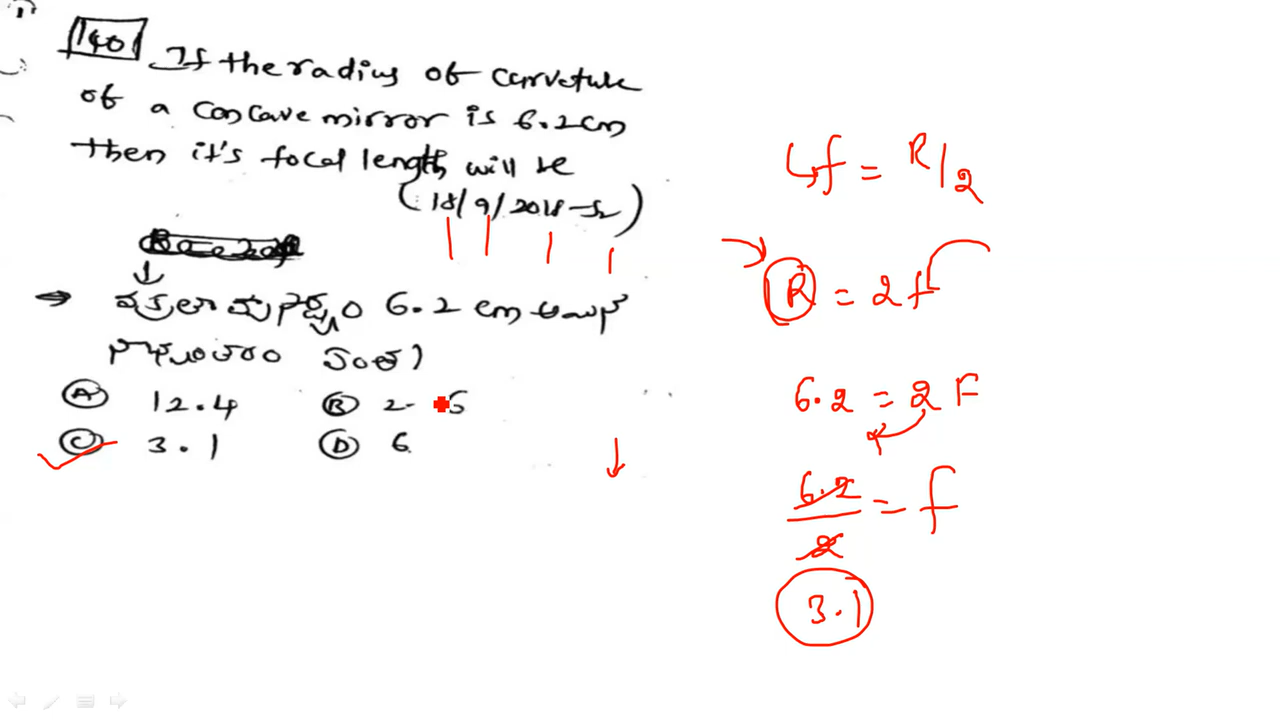 140 If the radius of curvature
of a concave mirror is 6.2cm
then it's focal length will be
(18/9/2018-S2)
⇒ 6.2 cm అయిన
(A) 12.4 (B) 2.
(C) 3.1 (D) 6
f = R/2
R = 2f
6.2 = 2 F
6.2/2 = f
3.1